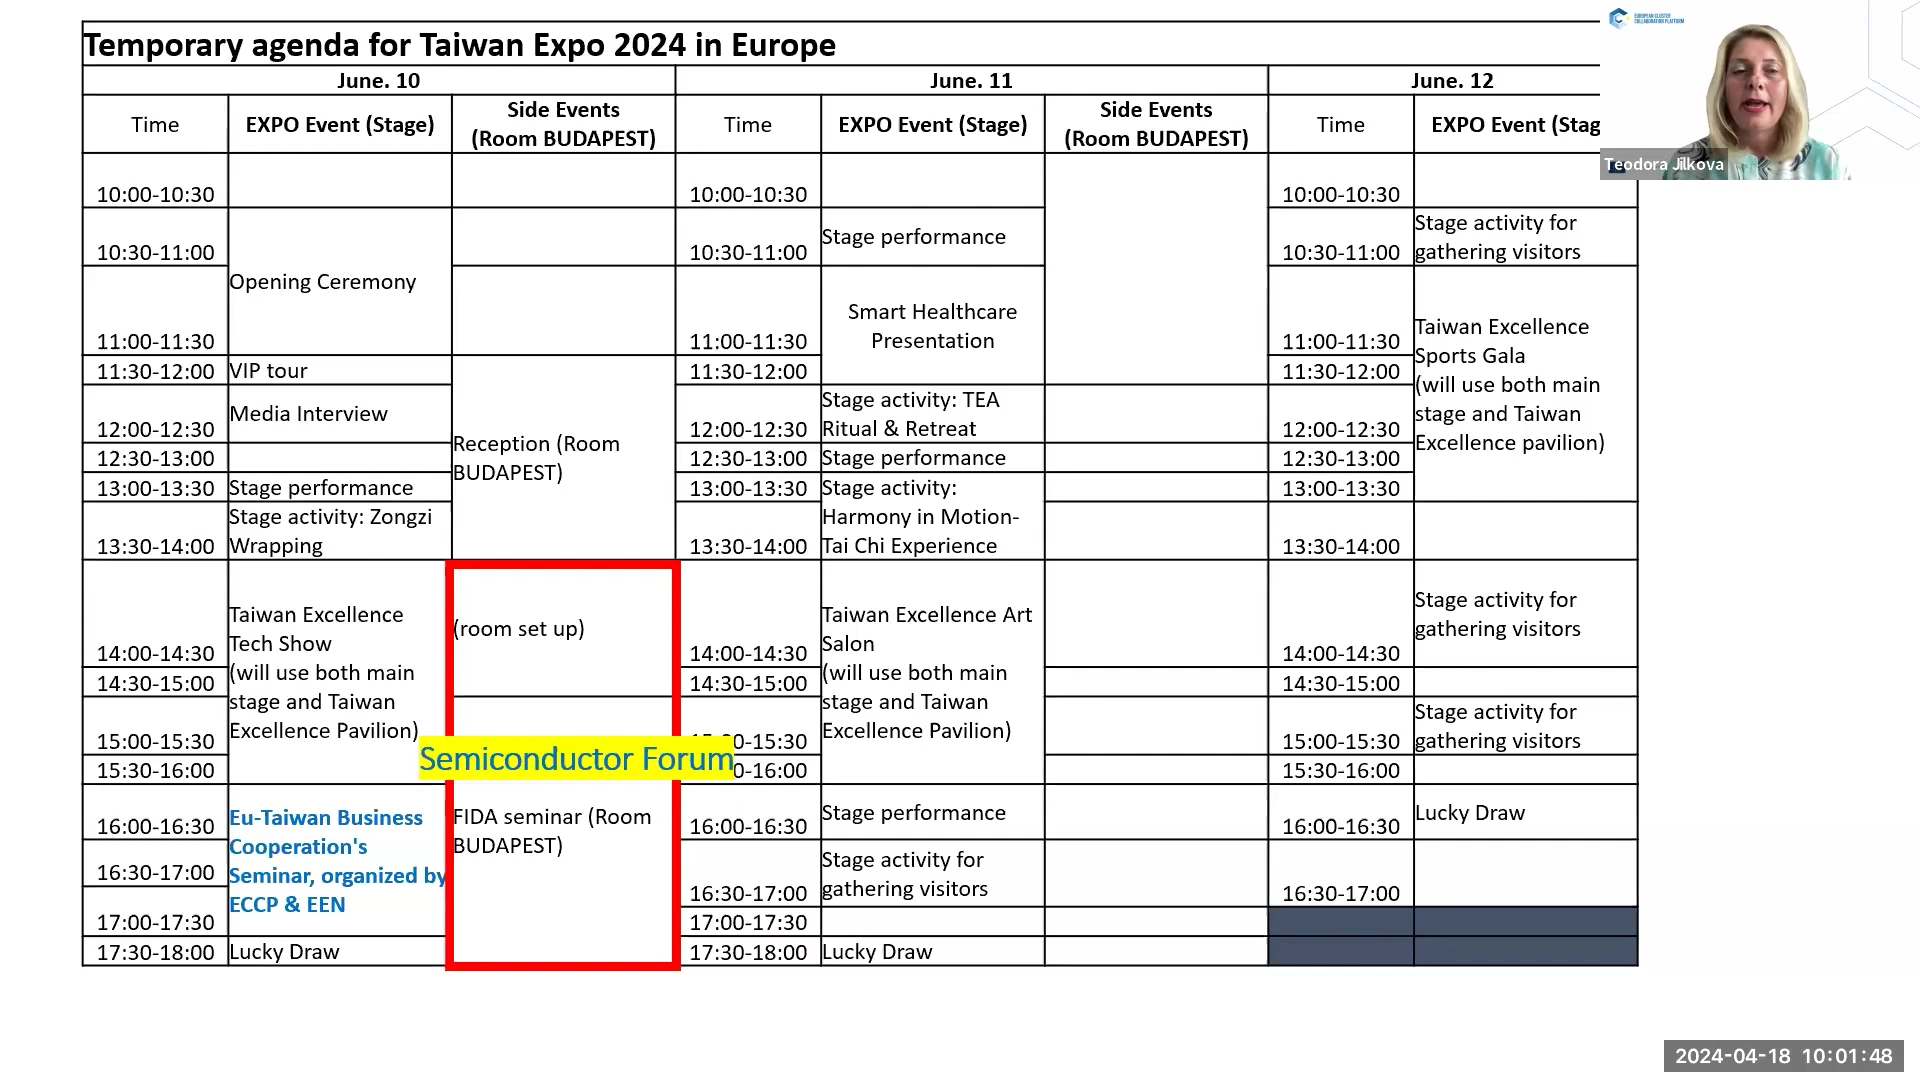 Temporary agenda for Taiwan Expo 2024 in Europe
June. 10
June. 11
June. 12
Time
EXPO Event (Stage)
Side Events
(Room BUDAPEST)
Time
EXPO Event (Stage)
Side Events
(Room BUDAPEST)
Time
EXPO Event (Stag
10:00-10:30
10:00-10:30
10:00-10:30
10:30-11:00
Opening Ceremony
10:30-11:00
Stage performance
10:30-11:00
Stage activity for
gathering visitors
11:00-11:30
11:00-11:30
Smart Healthcare
Presentation
11:00-11:30
Taiwan Excellence
Sports Gala
(will use both main
stage and Taiwan
Excellence pavilion)
11:30-12:00
VIP tour
Reception (Room
BUDAPEST)
11:30-12:00
11:30-12:00
12:00-12:30
Media Interview
12:00-12:30
Stage activity: TEA
Ritual & Retreat
12:00-12:30
12:30-13:00
12:30-13:00
Stage performance
12:30-13:00
13:00-13:30
Stage performance
13:00-13:30
Stage activity:
Harmony in Motion-
Tai Chi Experience
13:00-13:30
13:30-14:00
Stage activity: Zongzi
Wrapping
13:30-14:00
13:30-14:00
14:00-14:30
Taiwan Excellence
Tech Show
(will use both main
stage and Taiwan
Excellence Pavilion)
(room set up)
14:00-14:30
Taiwan Excellence Art
Salon
(will use both main
stage and Taiwan
Excellence Pavilion)
14:00-14:30
Stage activity for
gathering visitors
14:30-15:00
14:30-15:00
14:30-15:00
15:00-15:30
0-15:30
15:00-15:30
Stage activity for
gathering visitors
Semiconductor Forum
15:30-16:00
0-16:00
15:30-16:00
16:00-16:30
Eu-Taiwan Business
Cooperation's
Seminar, organized by
ECCP & EEN
FIDA seminar (Room
BUDAPEST)
16:00-16:30
Stage performance
16:00-16:30
Lucky Draw
16:30-17:00
16:30-17:00
Stage activity for
gathering visitors
16:30-17:00
17:00-17:30
17:00-17:30
17:30-18:00
Lucky Draw
17:30-18:00
Lucky Draw
EUROPEAN CLUSTER
COLLABORATION PLATFORM
Teodora Jilkova
2024-04-18 10:01:48